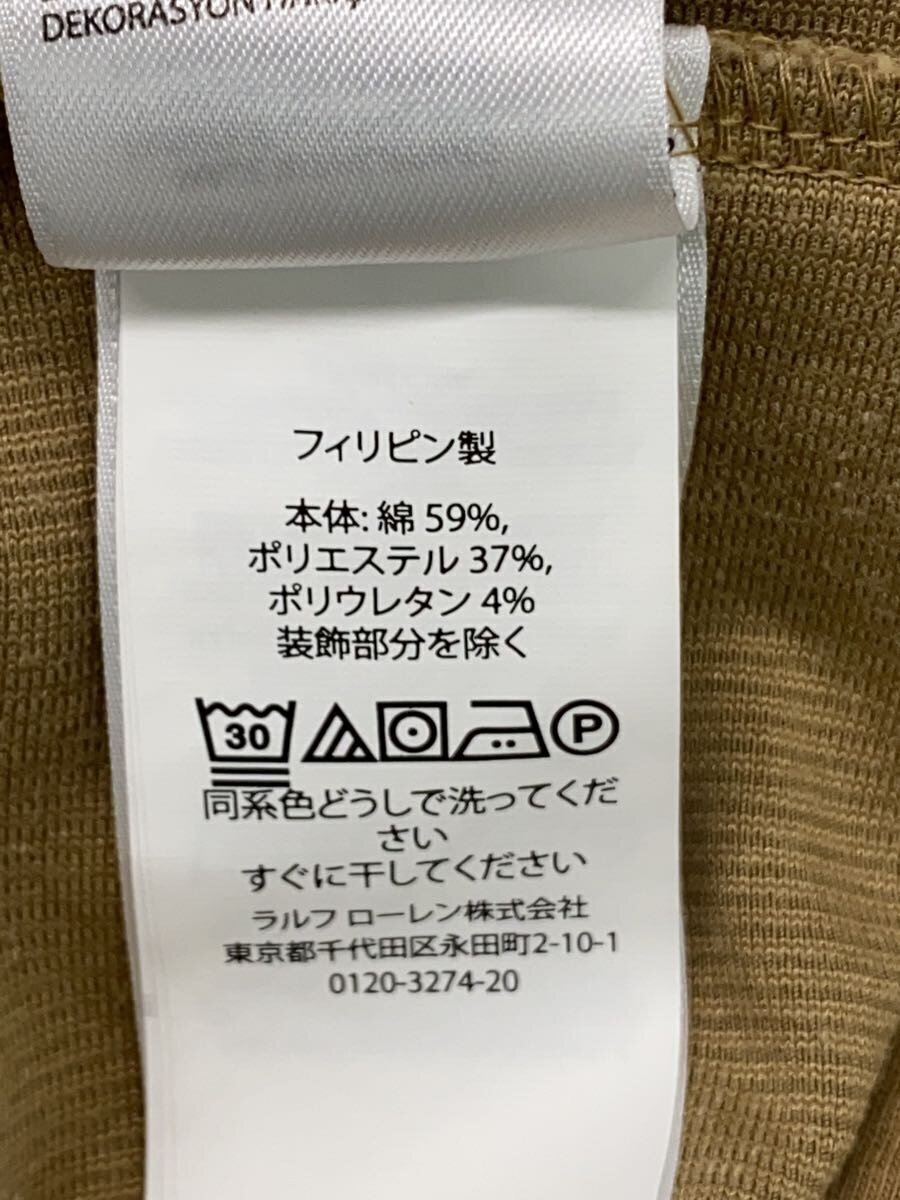 DEKORASYON
フィリピン製
本体: 綿 59%,
ポリエステル 37%,
ポリウレタン 4%
装飾部分を除く
30 P
同系色どうしで洗ってくだ
さい
すぐに干してください
ラルフ ローレン株式会社
東京都千代田区永田町2-10-1
0120-3274-20